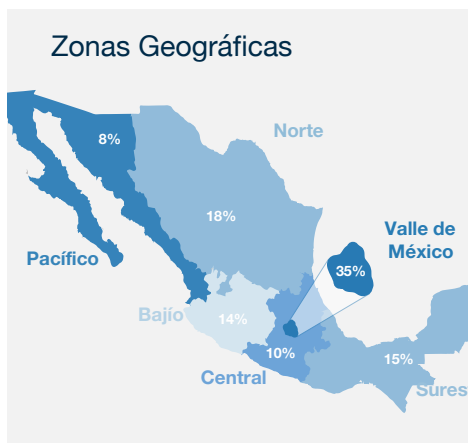 Zonas Geográficas
8%
Norte
18%
Valle de
México
35%
Pacífico
Bajío
14%
10%
15%
Central
Sures